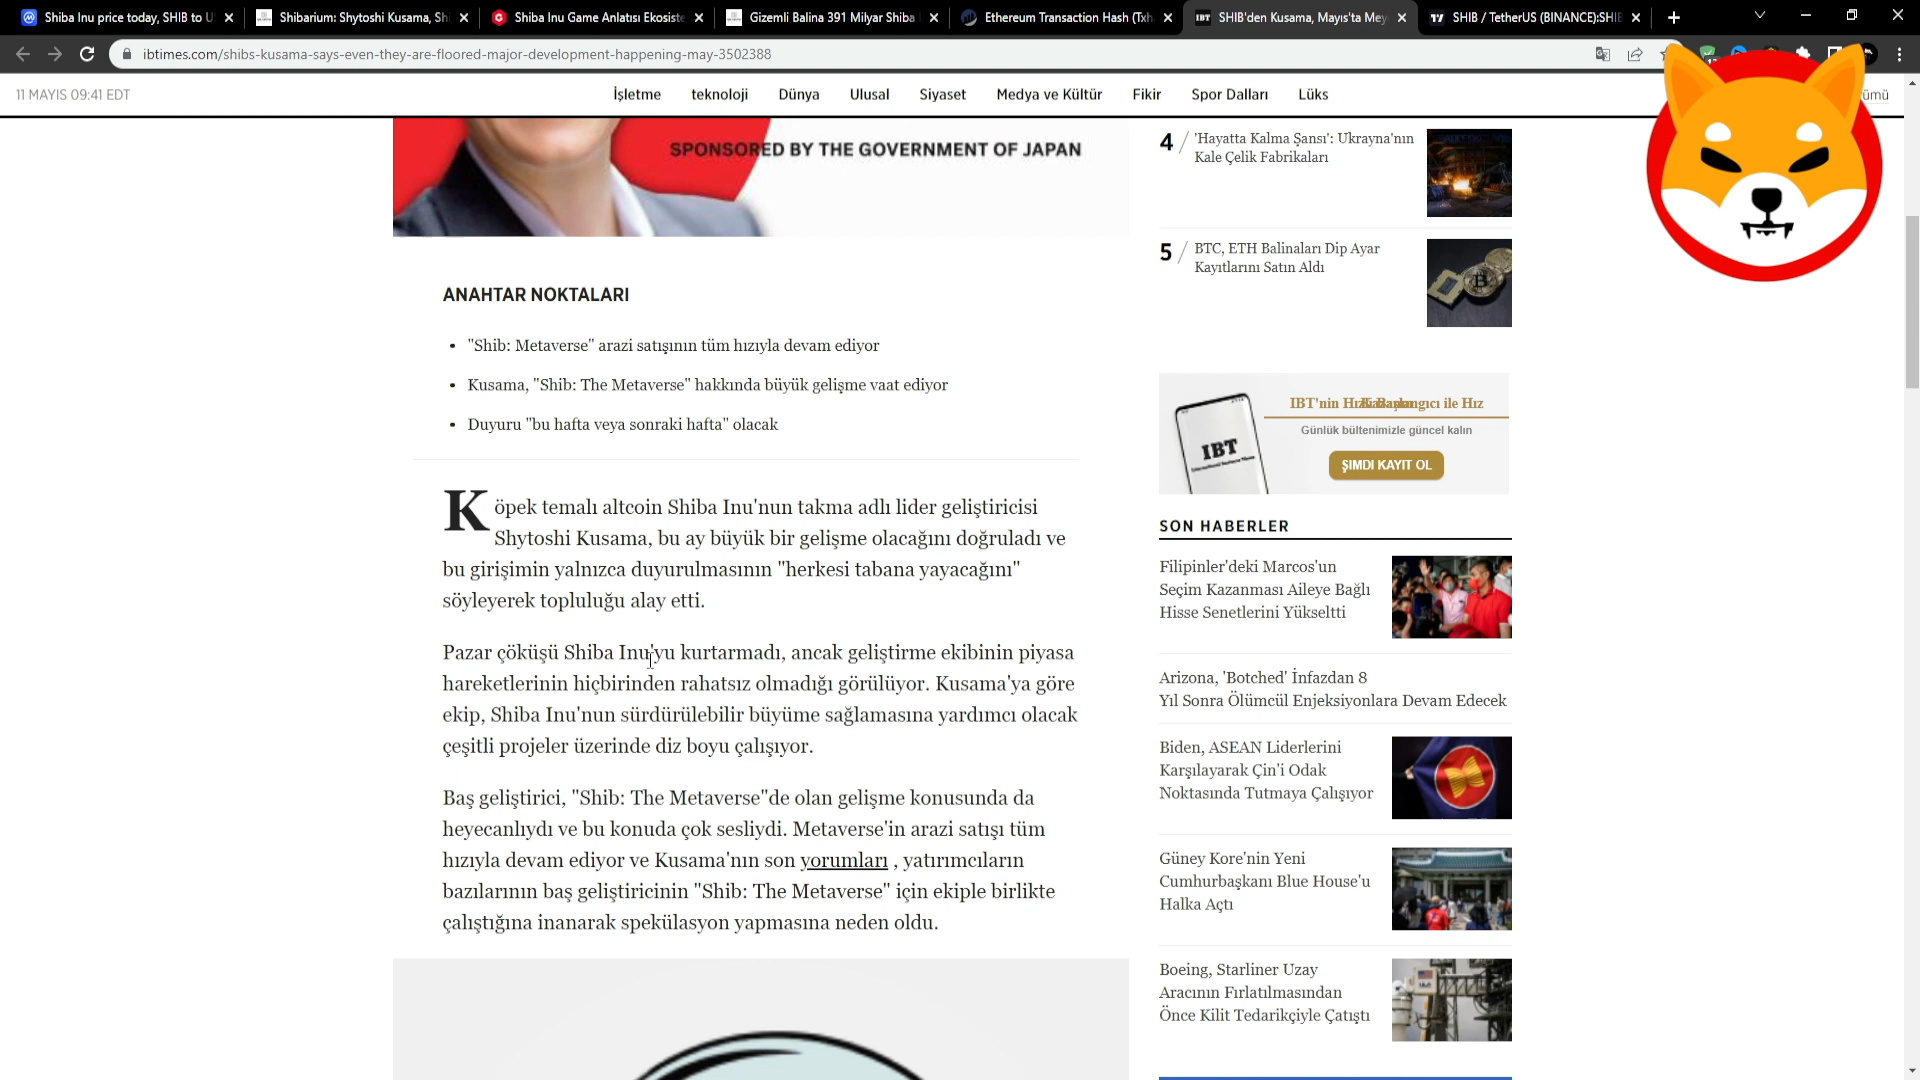 Shiba Inu price today, SHIB to U
Shibarium: Shytoshi Kusama, Sh
Shiba Inu Game Anlatısı Ekosiste
Gizemli Balina 391 Milyar Shiba
Ethereum Transaction Hash (Txh
SHIB'den Kusama, Mayıs'ta Mey
SHIB / TetherUS (BINANCE):SHIB
ibtimes.com/shibs-kusama-says-even-they-are-floored-major-development-happening-may-3502388
11 MAYIS 09:41 EDT
İşletme
teknoloji
Dünya
Ulusal
Siyaset
Medya ve Kültür
Fikir
Spor Dalları
Lüks
ümü
SPONSORED BY THE GOVERNMENT OF JAPAN
ANAHTAR NOKTALARI
• "Shib: Metaverse" arazi satışının tüm hızıyla devam ediyor
• Kusama, "Shib: The Metaverse" hakkında büyük gelişme vaat ediyor
• Duyuru "bu hafta veya sonraki hafta" olacak
Köpek temalı altcoin Shiba Inu'nun takma adlı lider geliştiricisi
Shytoshi Kusama, bu ay büyük bir gelişme olacağını doğruladı ve
bu girişimin yalnızca duyurulmasının "herkesi tabana yayacağını"
söyleyerek topluluğu alay etti.
Pazar çöküşü Shiba Inu'yu kurtarmadı, ancak geliştirme ekibinin piyasa
hareketlerinin hiçbirinden rahatsız olmadığı görülüyor. Kusama'ya göre
ekip, Shiba Inu'nun sürdürülebilir büyüme sağlamasına yardımcı olacak
çeşitli projeler üzerinde diz boyu çalışıyor.
Baş geliştirici, "Shib: The Metaverse"de olan gelişme konusunda da
heyecanlıydı ve bu konuda çok sesliydi. Metaverse'in arazi satışı tüm
hızıyla devam ediyor ve Kusama'nın son yorumları , yatırımcıların
bazılarının baş geliştiricinin "Shib: The Metaverse" için ekiple birlikte
çalıştığına inanarak spekülasyon yapmasına neden oldu.
4 / 'Hayatta Kalma Şansı': Ukrayna'nın
Kale Çelik Fabrikaları
5 / BTC, ETH Balinaları Dip Ayar
Kayıtlarını Satın Aldı
IBT
IBT'nin
ile Hız
Günlük bültenimizle güncel kalın
ŞIMDI KAYIT OL
SON HABERLER
Filipinler'deki Marcos'un
Seçim Kazanması Aileye Bağlı
Hisse Senetlerini Yükseltti
Arizona, 'Botched' İnfazdan 8
Yıl Sonra Ölümcül Enjeksiyonlara Devam Edecek
Biden, ASEAN Liderlerini
Karşılayarak Çin'i Odak
Noktasında Tutmaya Çalışıyor
Güney Kore'nin Yeni
Cumhurbaşkanı Blue House'u
Halka Açtı
Boeing, Starliner Uzay
Aracının Fırlatılmasından
Önce Kilit Tedarikçiyle Çatıştı